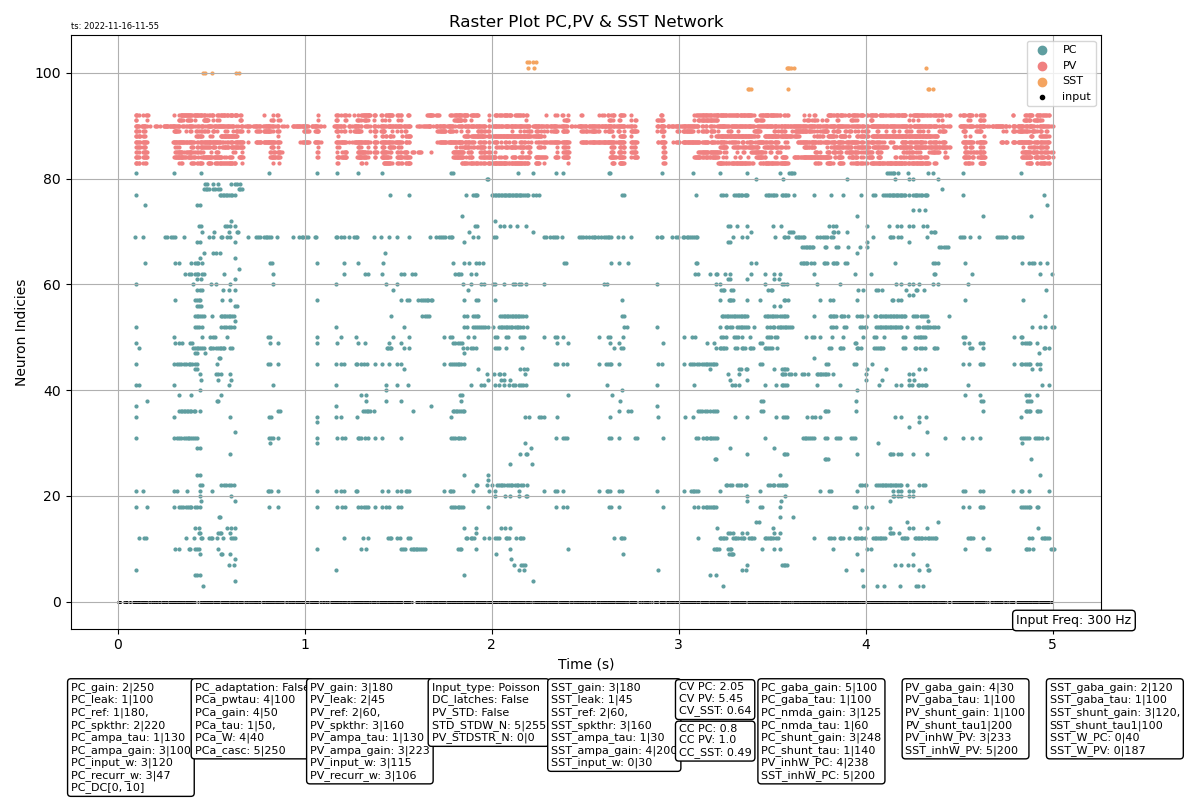 ts: 2022-11-16-11-55
Raster Plot PC,PV & SST Network
PC
PV
SST
input
100
80
60
40
20
0
Neuron Indicies
0
1
2
3
4
5
Time (s)
Input Freq: 300 Hz
PC_gain: 2|250
PC_leak: 1|100
PC_ref: 1|180,
PC_spkthr: 2|220
PC_ampa_tau: 1|130
PC_ampa_gain: 3|100
PC_input_w: 3|120
PC_recurr_w: 3|47
PC_DC[0, 10]
PC_adaptation: False
PCa_pwtau: 4|100
PCa_gain: 4|50
PCa_tau: 1|50,
PCa_W: 4|40
PCa_casc: 5|250
PV_gain: 3|180
PV_leak: 2|45
PV_ref: 2|60,
PV_spkthr: 3|160
PV_ampa_tau: 1|130
PV_ampa_gain: 3|223
PV_input_w: 3|115
PV_recurr_w: 3|106
Input_type: Poisson
DC_latches: False
PV_STD: False
STD_STDW_N: 5|255
PV_STDSTR_N: 0|0
SST_gain: 3|180
SST_leak: 1|45
SST_ref: 2|60,
SST_spkthr: 3|160
SST_ampa_tau: 1|30
SST_ampa_gain: 4|200
SST_input_w: 0|30
CV PC: 2.05
CV PV: 5.45
CV_SST: 0.64
CC PC: 0.8
CC PV: 1.0
CC_SST: 0.49
PC_gaba_gain: 5|100
PC_gaba_tau: 1|100
PC_nmda_gain: 3|125
PC_nmda_tau: 1|60
PC_shunt_gain: 3|248
PC_shunt_tau: 1|140
PV_inhW_PC: 4|238
SST_inhW_PC: 5|200
PV_gaba_gain: 4|30
PV_gaba_tau: 1|100
PV_shunt_gain: 1|100
PV_shunt_tau1|200
PV_inhW_PV: 3|233
SST_inhW_PV: 5|200
SST_gaba_gain: 2|120
SST_gaba_tau: 1|100
SST_shunt_gain: 3|120,
SST_shunt_tau1|100
SST_W_PC: 0|40
SST_W_PV: 0|187